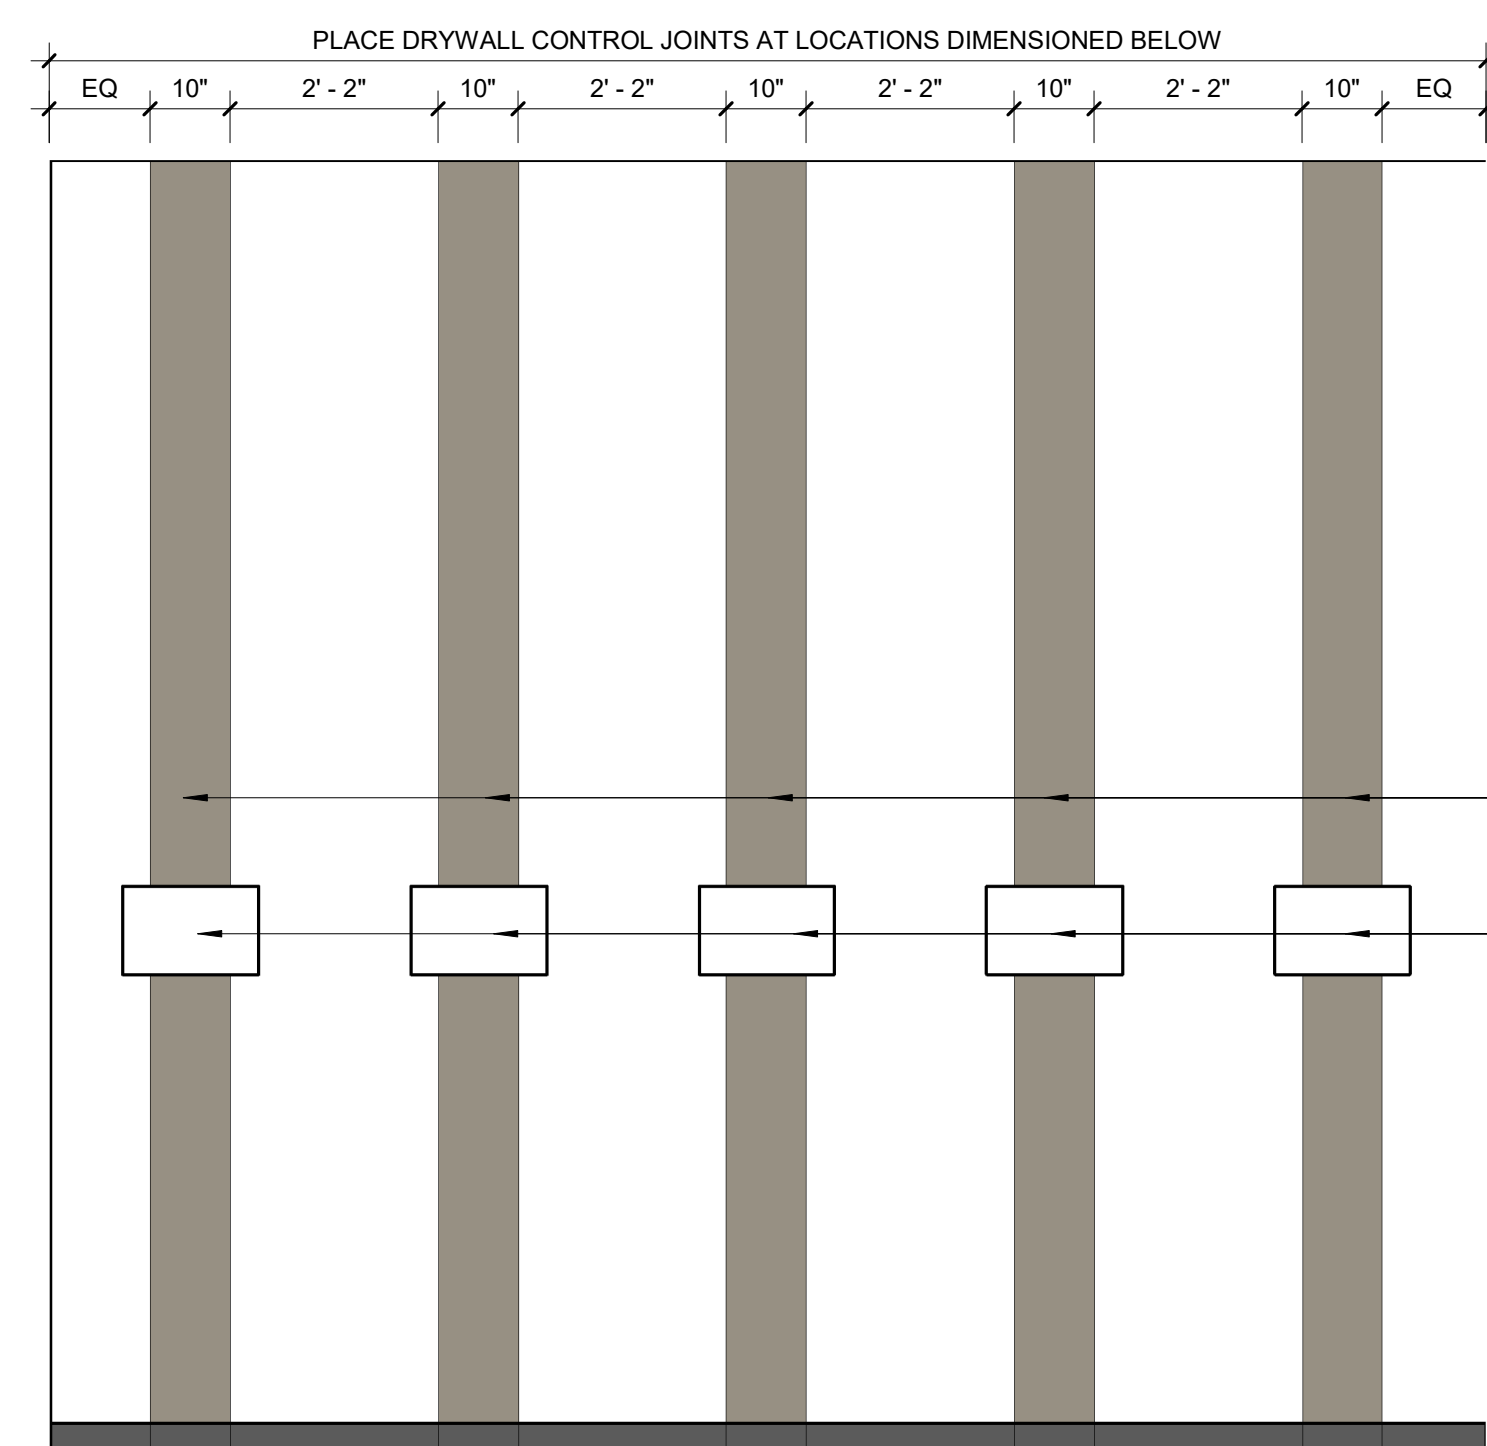 PLACE DRYWALL CONTROL JOINTS AT LOCATIONS DIMENSIONED BELOW
EQ 10" 2' - 2" 10" 2' - 2" 10" 2' - 2" 10" 2' - 2" 10" EQ